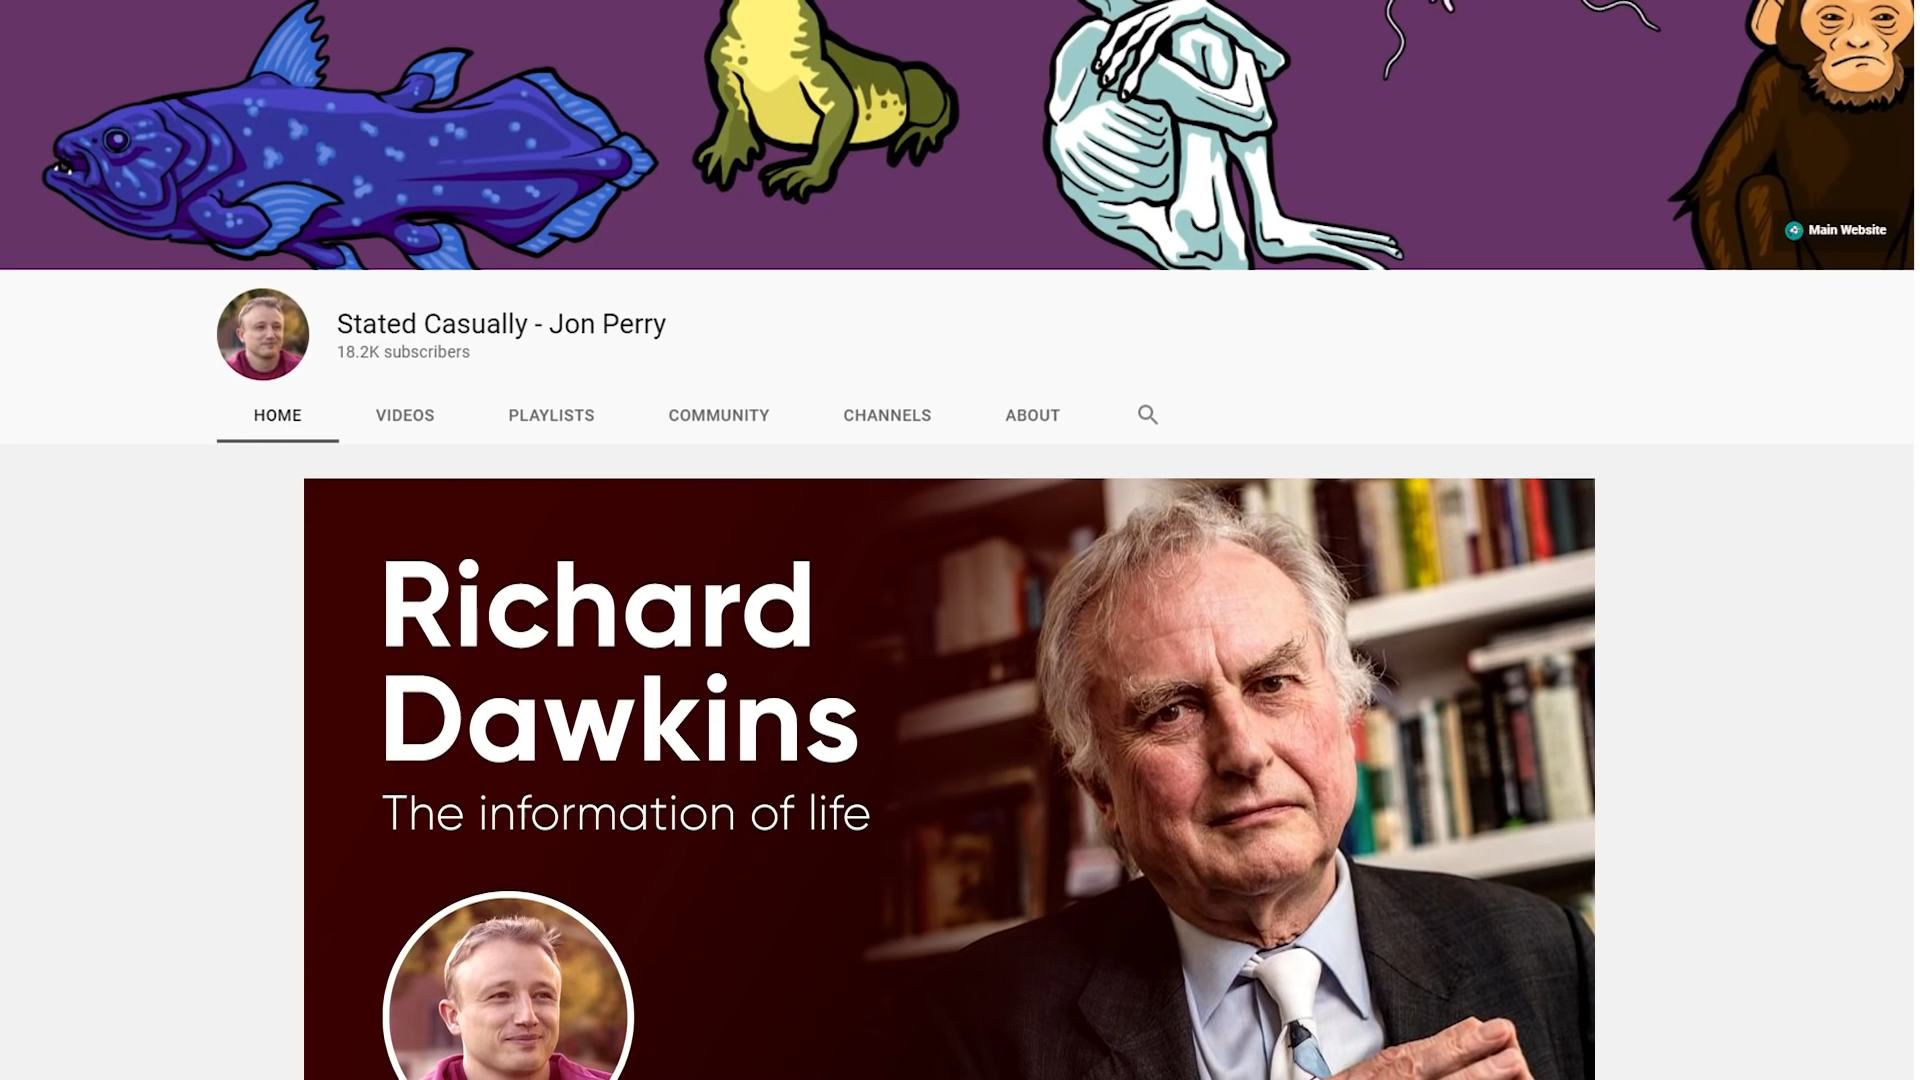 Main Website
Stated Casually - Jon Perry
18.2K subscribers
HOME VIDEOS PLAYLISTS COMMUNITY CHANNELS ABOUT
Richard
Dawkins
The information of life